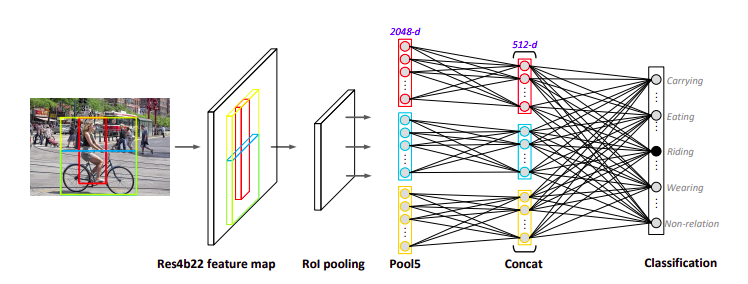 2048-d
512-d
Carrying
Eating
Riding
Wearing
Non-relation
Res4b22 feature map
RoI pooling
Pool5
Concat
Classification